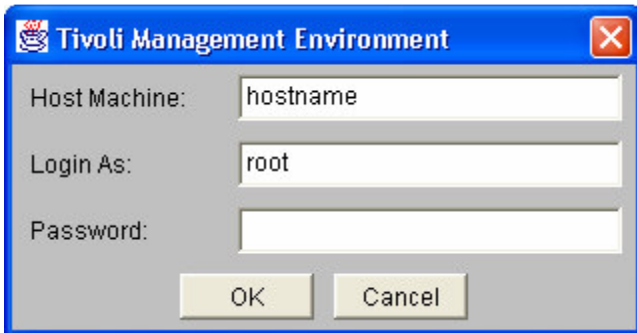 Tivoli Management Environment
Host Machine: hostname
Login As: root
Password:
OK Cancel